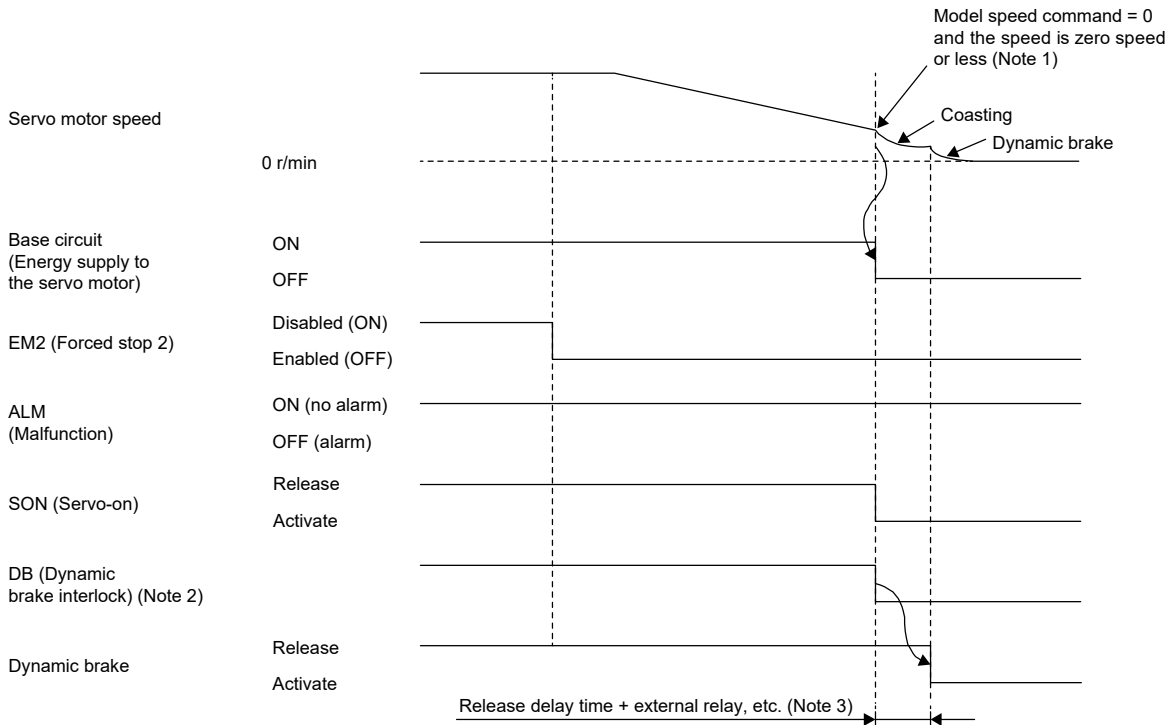 Model speed command = 0
and the speed is zero speed
or less (Note 1)
Servo motor speed
Coasting
Dynamic brake
0 r/min
Base circuit
(Energy supply to
the servo motor)
ON
OFF
EM2 (Forced stop 2)
Disabled (ON)
Enabled (OFF)
ALM
(Malfunction)
ON (no alarm)
OFF (alarm)
SON (Servo-on)
Release
Activate
DB (Dynamic
brake interlock) (Note 2)
Dynamic brake
Release
Activate
Release delay time + external relay, etc. (Note 3)